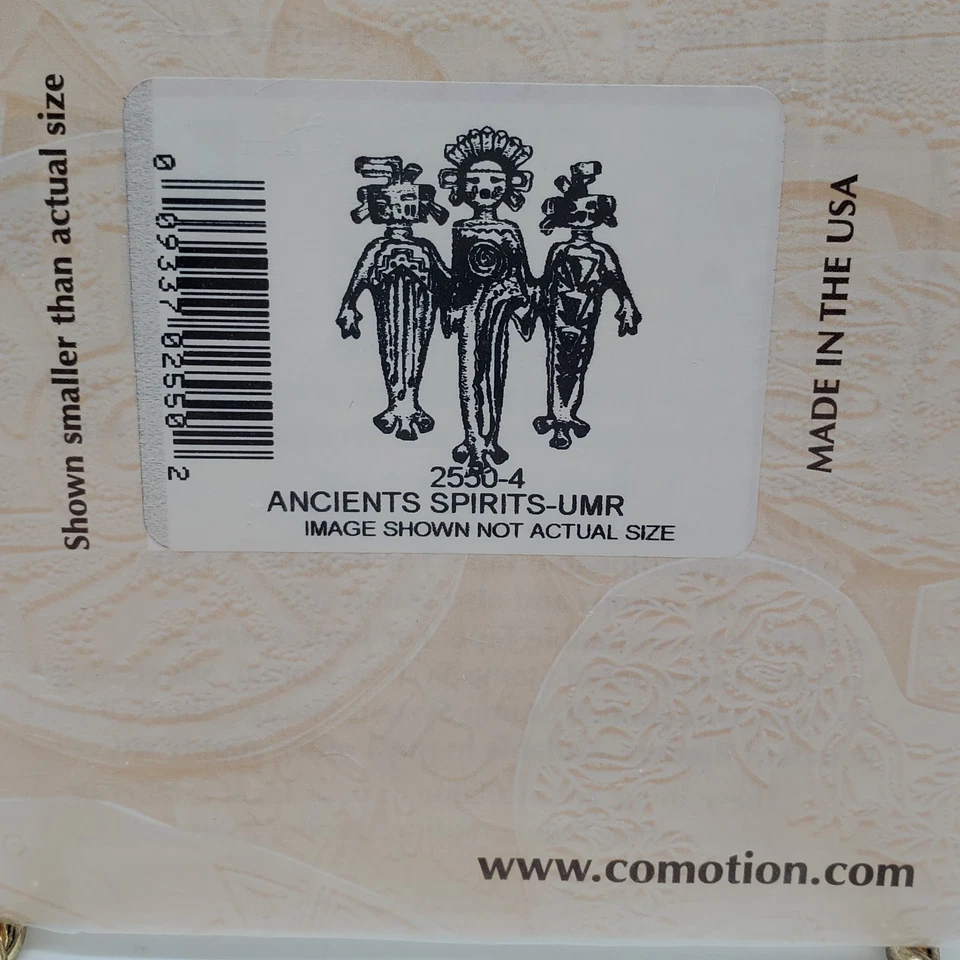 Shown smaller than actual size
0 09337 02550 2
2550-4
ANCIENTS SPIRITS-UMR
IMAGE SHOWN NOT ACTUAL SIZE
MADE IN THE USA
www.comotion.com